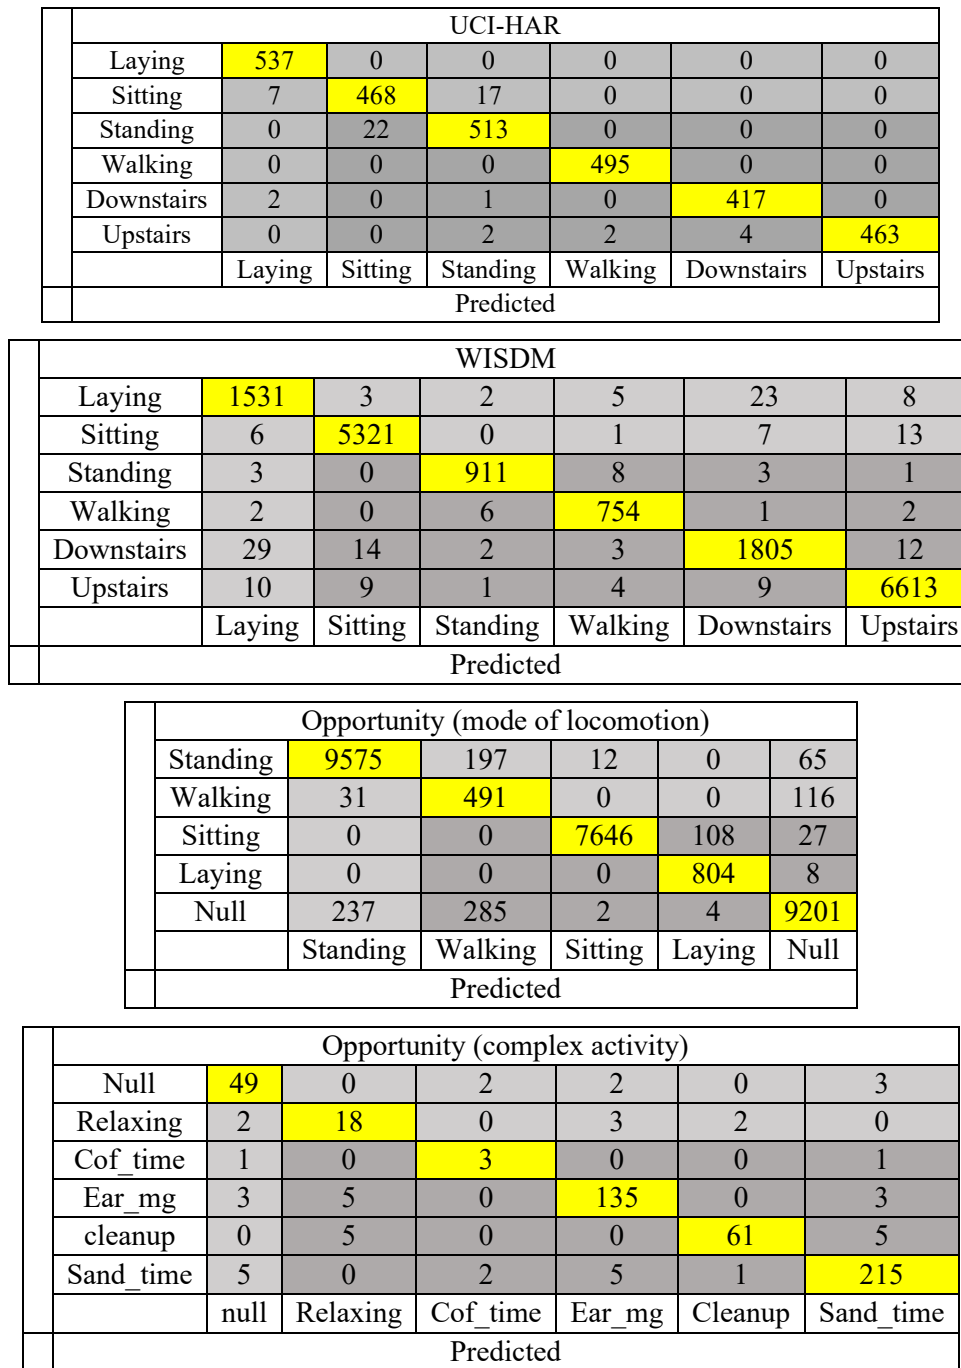 UCI-HAR
Laying 537 0 0 0 0 0
Sitting 7 468 17 0 0 0
Standing 0 22 513 0 0 0
Walking 0 0 0 495 0 0
Downstairs 2 0 1 0 417 0
Upstairs 0 0 2 2 4 463
Laying Sitting Standing Walking Downstairs Upstairs
Predicted
WISDM
Laying 1531 3 2 5 23 8
Sitting 6 5321 0 1 7 13
Standing 3 0 911 8 3 1
Walking 2 0 6 754 1 2
Downstairs 29 14 2 3 1805 12
Upstairs 10 9 1 4 9 6613
Laying Sitting Standing Walking Downstairs Upstairs
Predicted
Opportunity (mode of locomotion)
Standing 9575 197 12 0 65
Walking 31 491 0 0 116
Sitting 0 0 7646 108 27
Laying 0 0 0 804 8
Null 237 285 2 4 9201
Standing Walking Sitting Laying Null
Predicted
Opportunity (complex activity)
Null 49 0 2 2 0 3
Relaxing 2 18 0 3 2 0
Cof_time 1 0 3 0 0 1
Ear_mg 3 5 0 135 0 3
cleanup 0 5 0 0 61 5
Sand_time 5 0 2 5 1 215
null Relaxing Cof_time Ear_mg Cleanup Sand_time
Predicted